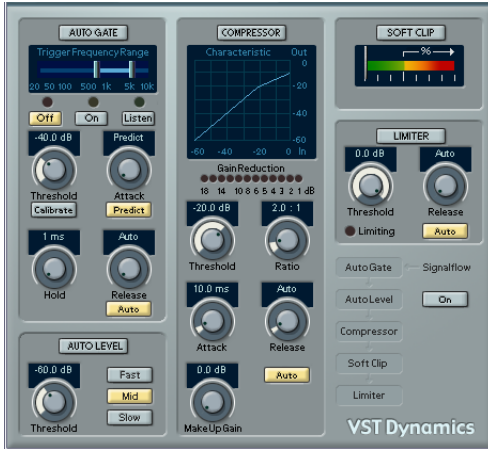 AUTO GATE
Trigger Frequency Range
20 50 100 500 1k 5k 10k
Off On Listen
-40.0 dB Predict
Threshold Attack
Calibrate Predict
1 ms Auto
Hold Release
Auto
AUTO LEVEL
-60.0 dB
Fast
Mid
Slow
Threshold
COMPRESSOR
Characteristic Out
0
-20
-40
-60
-60 -40 -20 0 In
Gain Reduction
18 14 10 8 6 5 4 3 2 1 dB
-20.0 dB 2.0 : 1
Threshold Ratio
10.0 ms Auto
Attack Release
0.0 dB
Auto
MakeUpGain
SOFT CLIP
%
LIMITER
0.0 dB Auto
Threshold Release
Limiting Auto
Auto Gate Signalflow
Auto Level On
Compressor
Soft Clip
Limiter
VST Dynamics